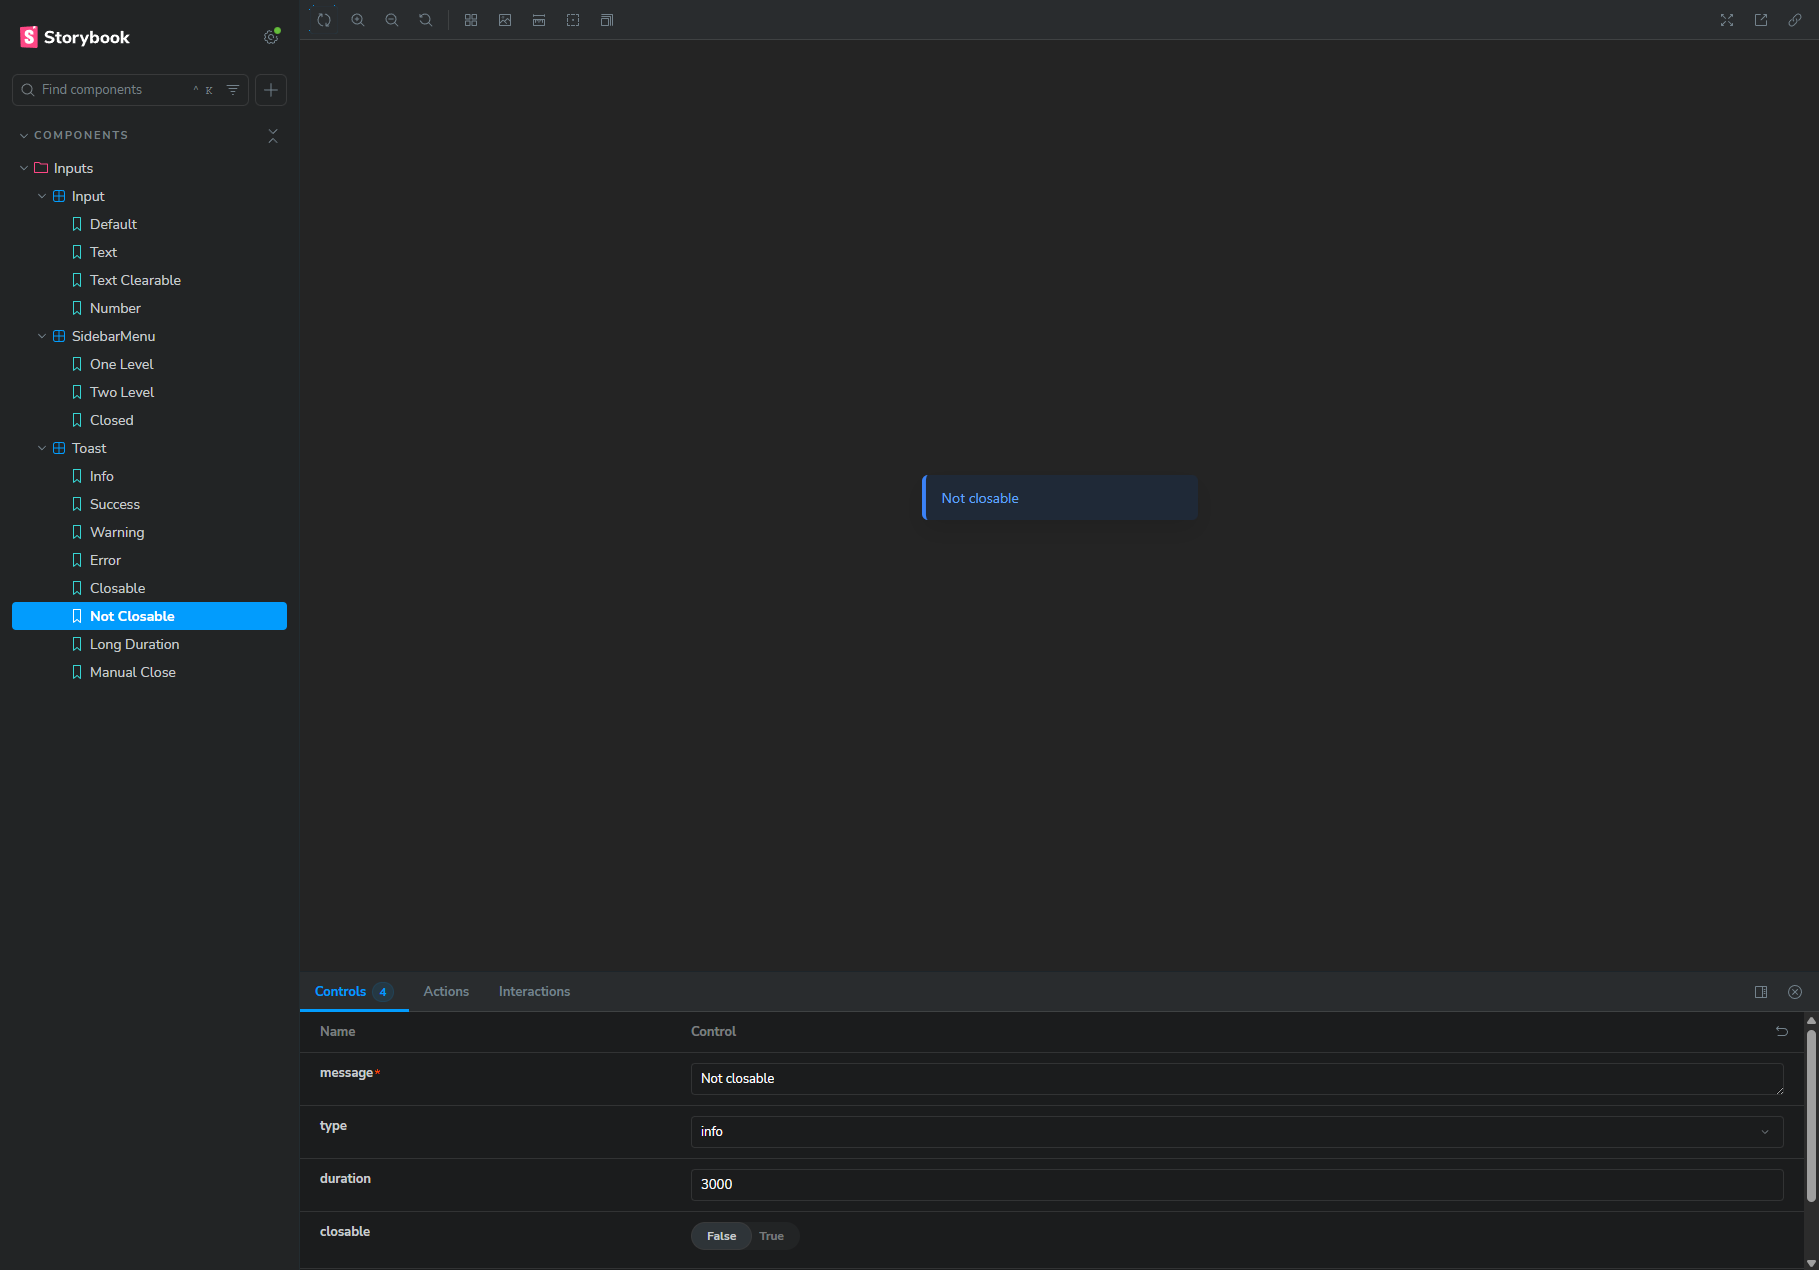 Storybook
Find components ^ K
COMPONENTS
Inputs
Input
Default
Text
Text Clearable
Number
SidebarMenu
One Level
Two Level
Closed
Toast
Info
Success
Warning
Error
Closable
Not Closable
Long Duration
Manual Close
Not closable
Controls 4 Actions Interactions
Name Control
message* Not closable
type info
duration 3000
closable False True